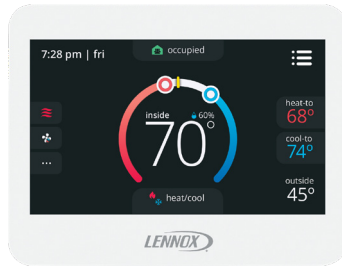 7:28 pm | fri
occupied
inside
60%
70°
heat-to
68°
cool-to
74°
outside
45°
heat/cool
LENNOX